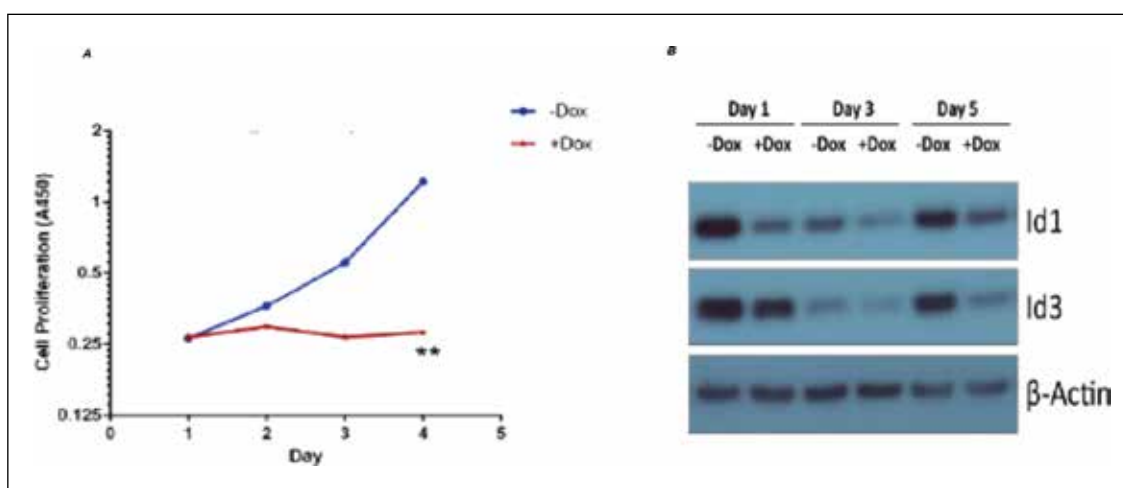 A
-Dox
+Dox
2
1
0.5
0.25
0.125
Cell Proliferation (A450)
**
0 1 2 3 4 5
Day
B
Day 1 Day 3 Day 5
-Dox +Dox -Dox +Dox -Dox +Dox
Id1
Id3
β-Actin